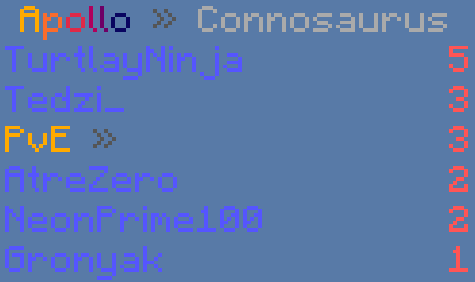 Apollo » Connosaurus
TurtlayNinja 5
Tedzi_ 3
PvE » 3
AtreZero 2
NeonPrime100 2
Gronyak 1